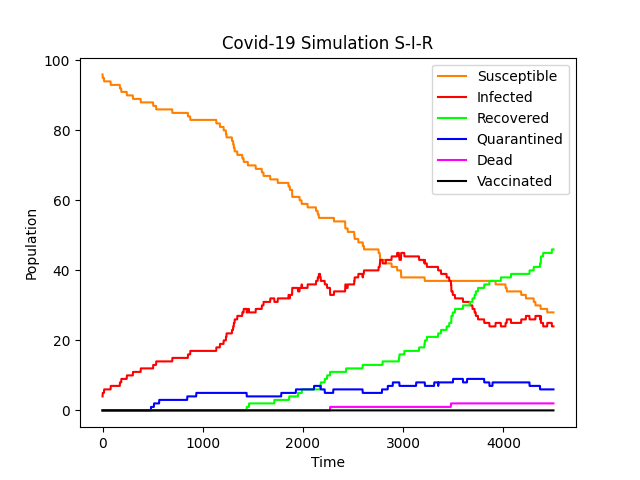 Covid-19 Simulation S-I-R
100
80
60
40
20
0
Population
0 1000 2000 3000 4000
Time
Susceptible
Infected
Recovered
Quarantined
Dead
Vaccinated